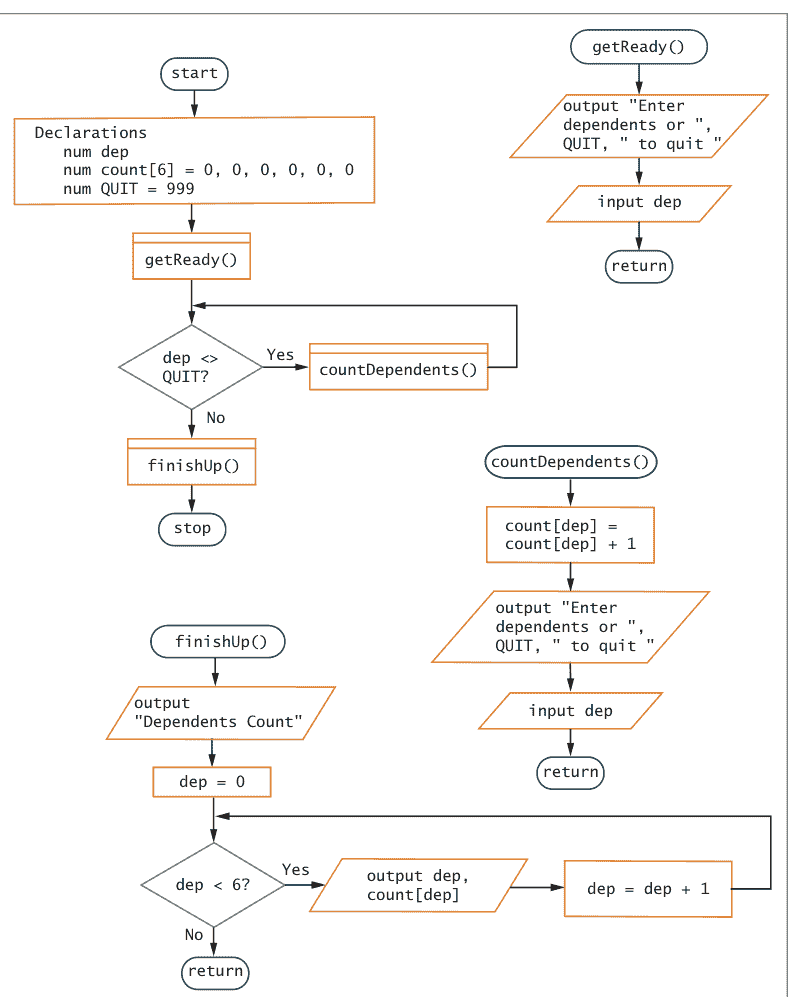 start
Declarations
num dep
num count[6] = 0, 0, 0, 0, 0, 0
num QUIT = 999
getReady()
dep <>
QUIT?
Yes
countDependents()
No
finishUp()
stop
getReady()
output "Enter
dependents or ",
QUIT, " to quit "
input dep
return
countDependents()
count[dep] =
count[dep] + 1
output "Enter
dependents or ",
QUIT, " to quit "
input dep
return
finishUp()
output
"Dependents Count"
dep = 0
dep < 6?
Yes
output dep,
count[dep]
dep = dep + 1
No
return